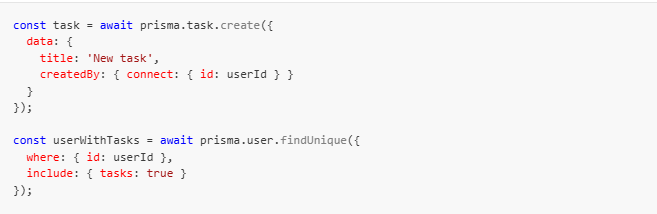 const task = await prisma.task.create({
  data: {
    title: 'New task',
    createdBy: { connect: { id: userId } }
  }
});

const userWithTasks = await prisma.user.findUnique({
  where: { id: userId },
  include: { tasks: true }
});